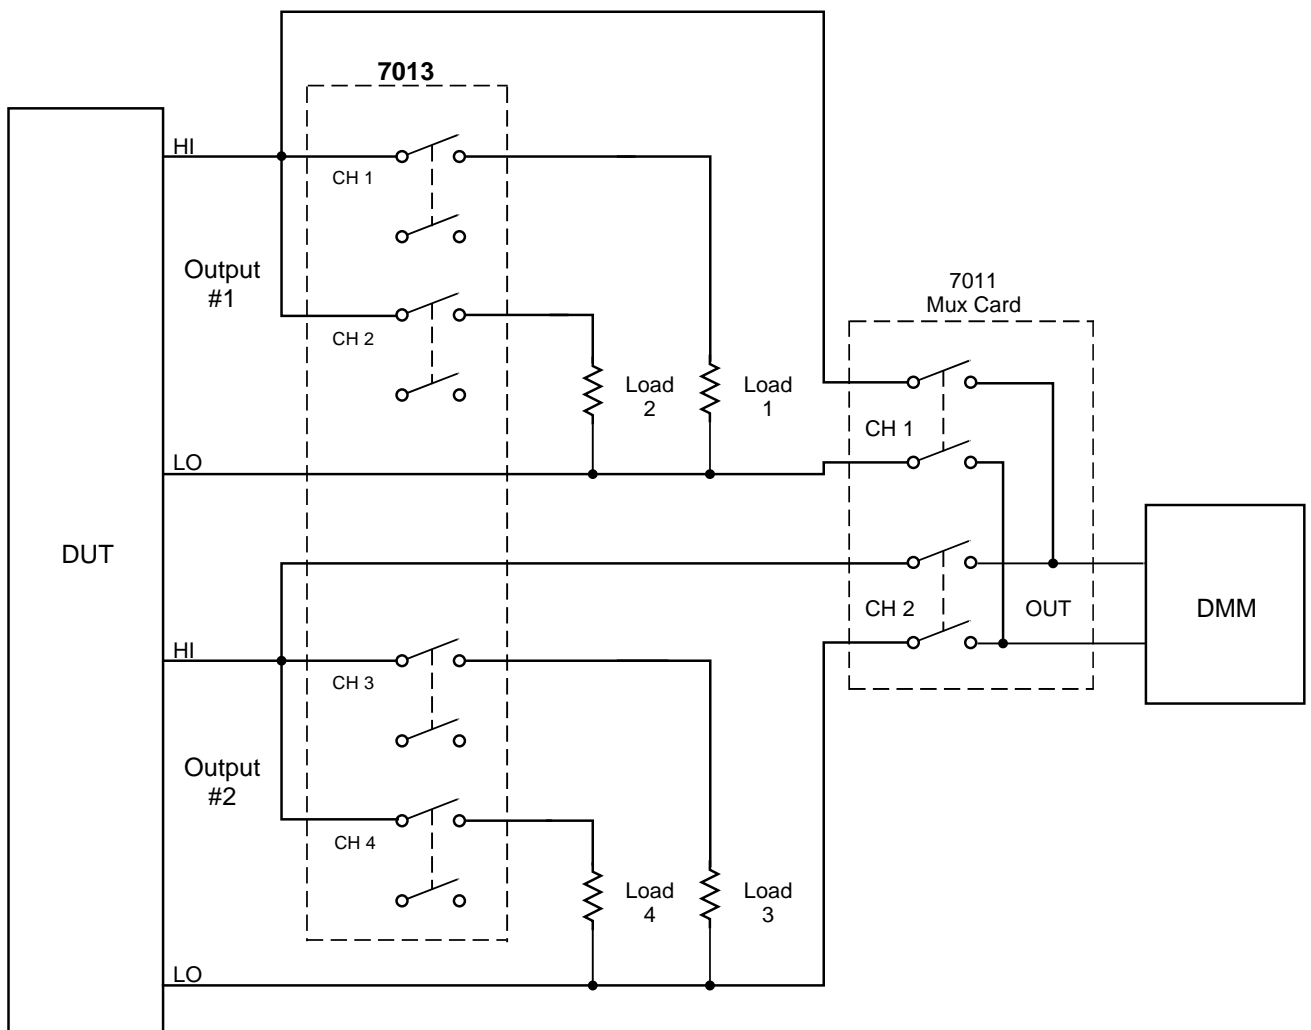 7013
HI
CH 1
Output
#1
CH 2
Load
2
Load
1
LO
7011
Mux Card
CH 1
CH 2
OUT
DMM
DUT
HI
CH 3
Output
#2
CH 4
Load
4
Load
3
LO